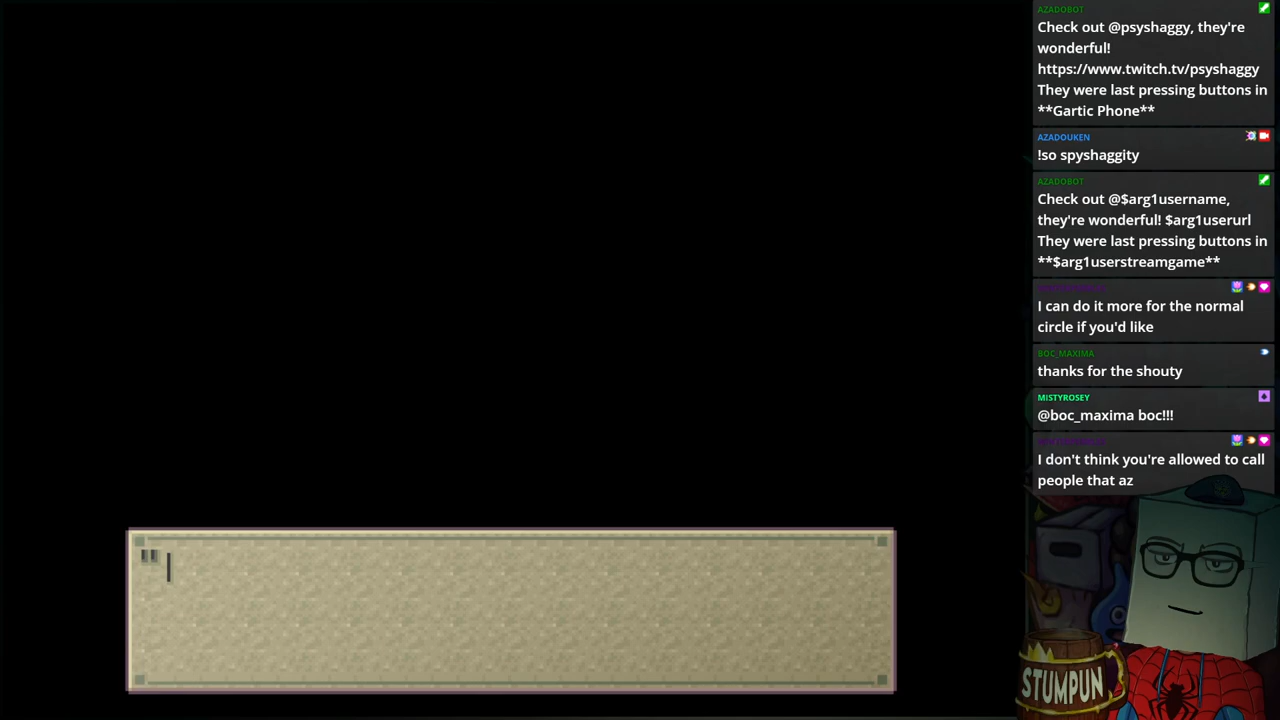 AZADOBOT
Check out @psyshaggy, they're
wonderful!
https://www.twitch.tv/psyshaggy
They were last pressing buttons in
**Gartic Phone**
AZADOUKEN
!so spyshaggity
AZADOBOT
Check out @$arg1username,
they're wonderful! $arg1userurl
They were last pressing buttons in
**$arg1userstreamgame**
I can do it more for the normal
circle if you'd like
BOC_MAXIMA
thanks for the shouty
MISTYROSEY
@boc_maxima boc!!!
I don't think you're allowed to call
people that az
"
STUMPUN